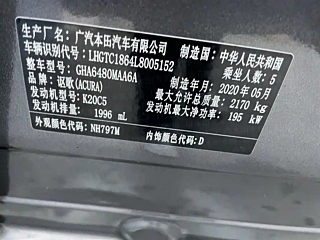 生产厂名：广汽本田汽车有限公司
车辆识别代号：LHGTC1864L8005152
制造国：中华人民共和国
整车型号：GHA6480MAA6A
乘坐人数：5
品牌：讴歌(ACURA)
制造年月：2020年05月
发动机型号：K20C5
最大允许总质量：2170 kg
发动机排量：1996 mL
发动机最大净功率：195 kW
外观颜色代码：NH797M
内饰颜色代码：D